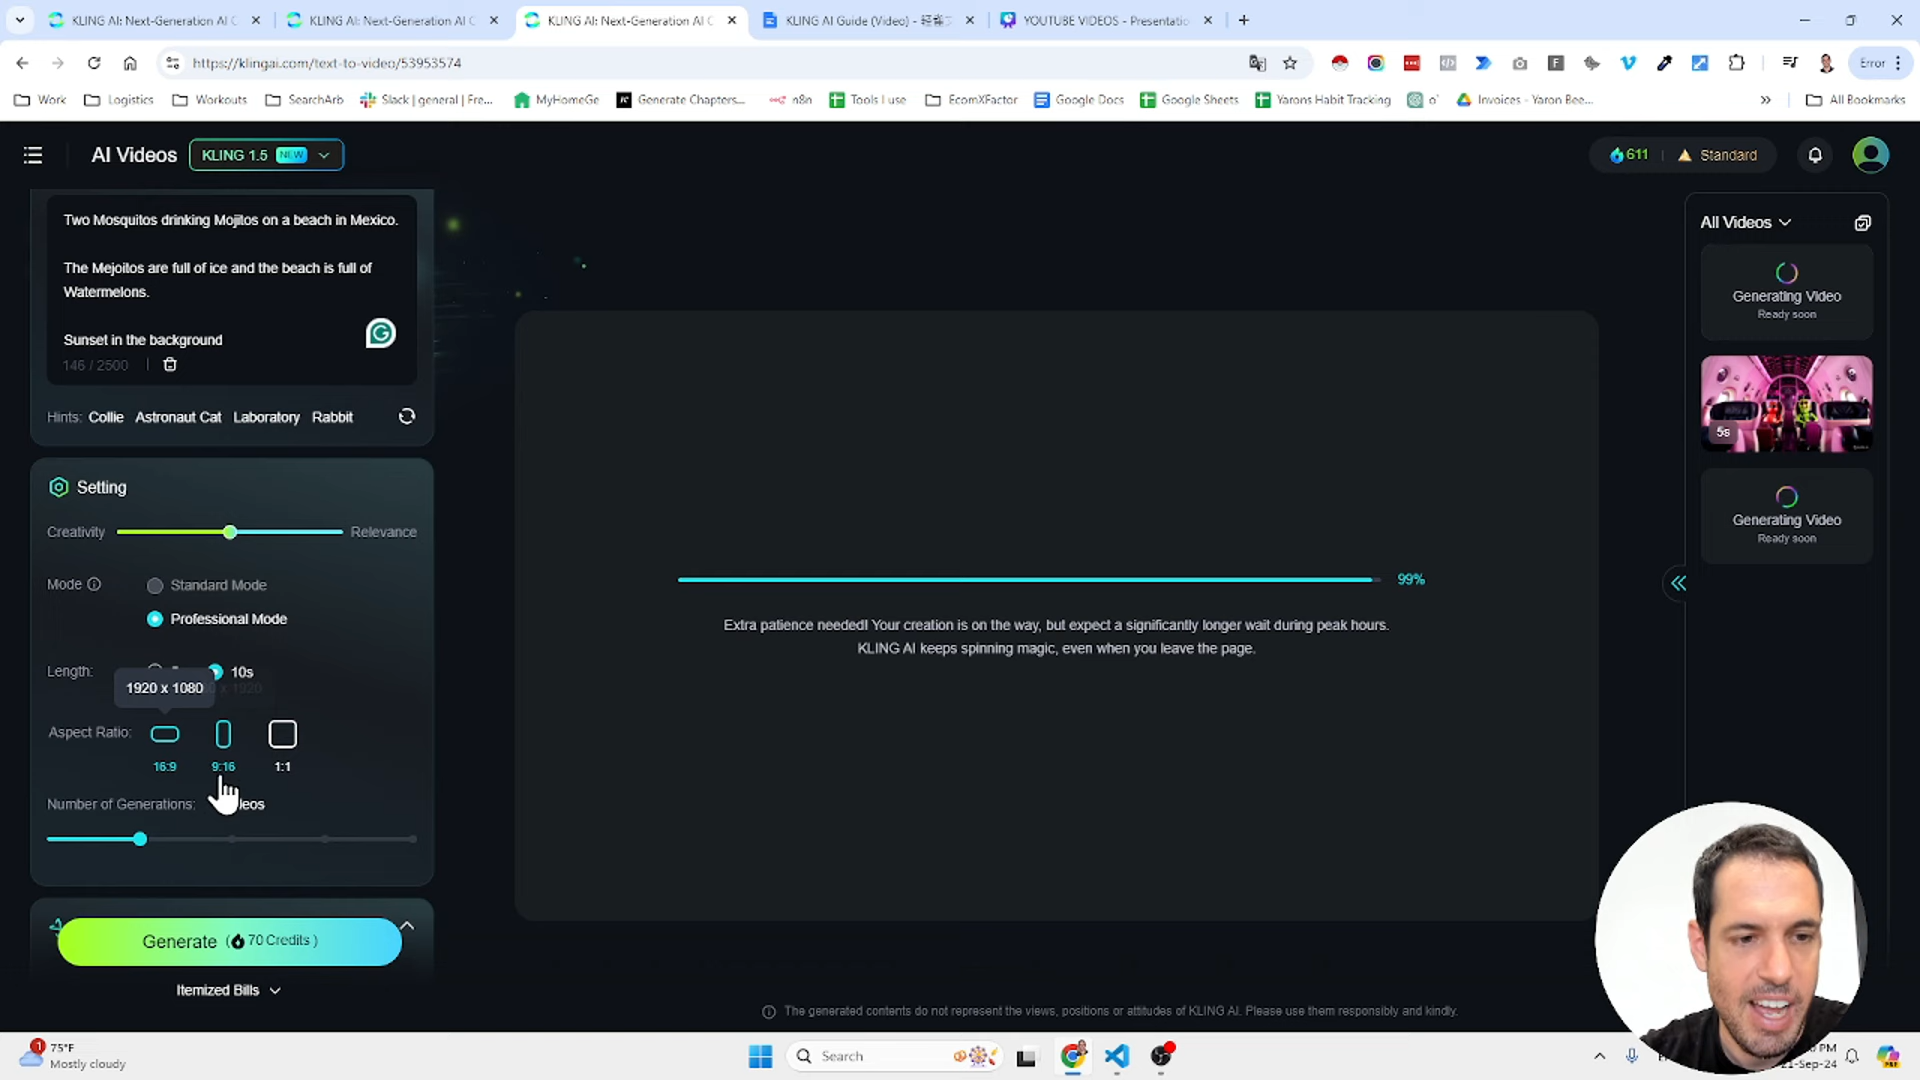 KLING AI: Next-Generation AI C
KLING AI: Next-Generation AI C
KLING AI: Next-Generation AI C
KLING AI Guide (Video) - 轻雀文
YOUTUBE VIDEOS - Presentatio
https://klingai.com/text-to-video/53953574
Error
Work
Logistics
Workouts
SearchArb
Slack | general | Fre...
MyHomeGe
Generate Chapters...
n8n
Tools I use
EcomXFactor
Google Docs
Google Sheets
Yarons Habit Tracking
Invoices - Yaron Bee...
All Bookmarks
AI Videos
KLING 1.5 NEW
611
Standard
Two Mosquitos drinking Mojitos on a beach in Mexico.
The Mejoitos are full of ice and the beach is full of
Watermelons.
Sunset in the background
146 / 2500
Hints: Collie Astronaut Cat Laboratory Rabbit
Setting
Creativity
Relevance
Mode
Standard Mode
Professional Mode
Length:
10s
1920 x 1080
Aspect Ratio:
16:9
9:16
1:1
Number of Generations:
Generate ( 70 Credits )
Itemized Bills
99%
Extra patience needed! Your creation is on the way, but expect a significantly longer wait during peak hours.
KLING AI keeps spinning magic, even when you leave the page.
The generated contents do not represent the views, positions or attitudes of KLING AI. Please use them responsibly and kindly.
All Videos
Generating Video
Ready soon
5s
Generating Video
Ready soon
1
75°F
Mostly cloudy
Search
PM
21-Sep-24